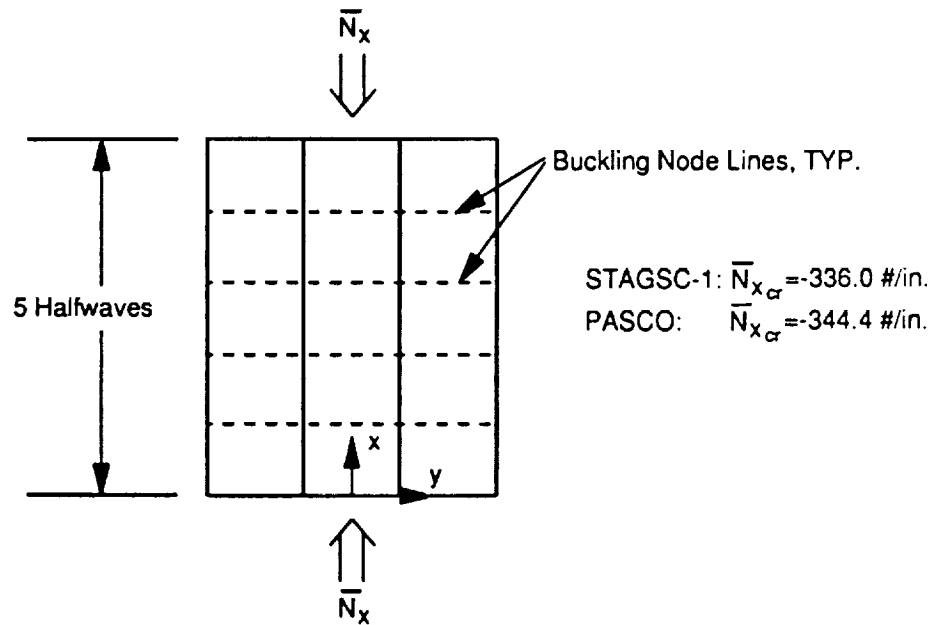 N̅x
Buckling Node Lines, TYP.
STAGSC-1: N̅xcr=-336.0 #/in.
PASCO: N̅xcr=-344.4 #/in.
5 Halfwaves
x
y
N̅x